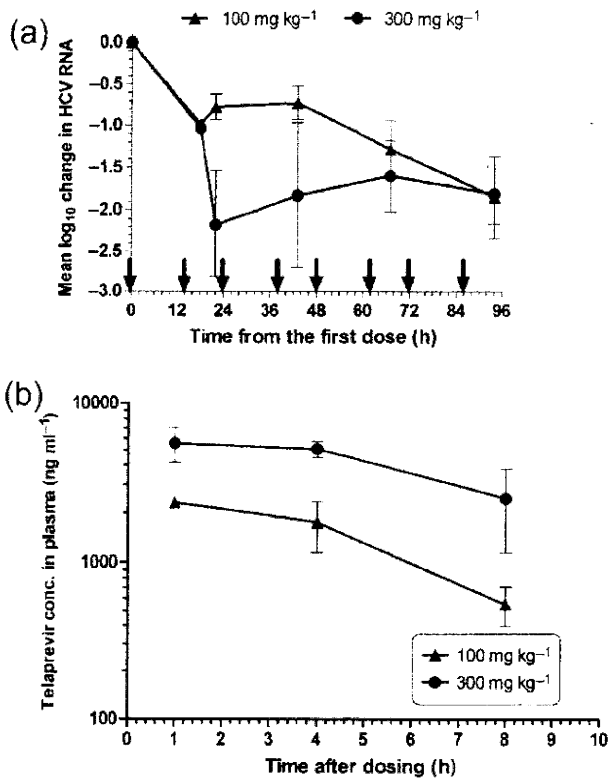 (a)
100 mg kg⁻¹ 300 mg kg⁻¹
Mean log₁₀ change in HCV RNA
0.0
−0.5
−1.0
−1.5
−2.0
−2.5
−3.0
0 12 24 36 48 60 72 84 96
Time from the first dose (h)
(b)
Telaprevir conc. in plasma (ng ml⁻¹)
10000
1000
100
100 mg kg⁻¹
300 mg kg⁻¹
0 1 2 3 4 5 6 7 8 9 10
Time after dosing (h)